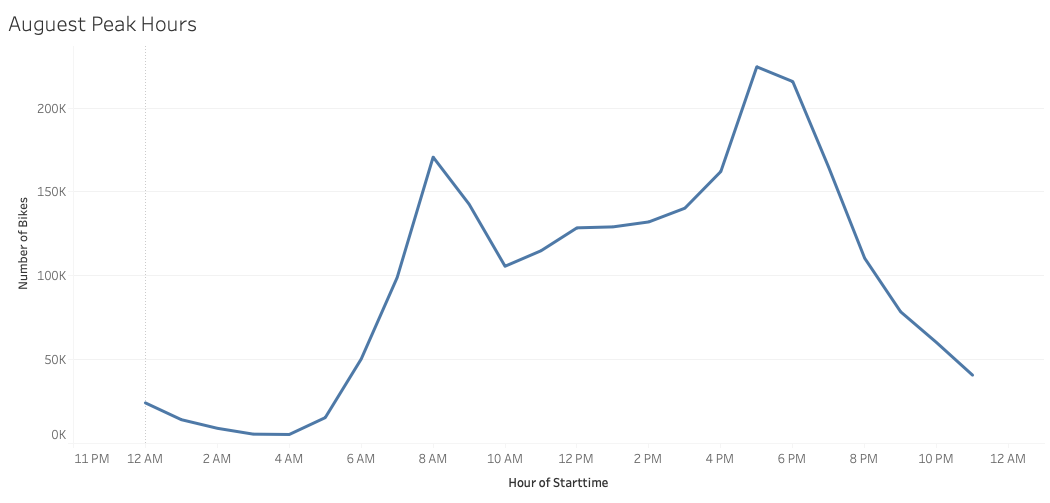 Auguest Peak Hours
Number of Bikes
200K
150K
100K
50K
0K
11 PM 12 AM 2 AM 4 AM 6 AM 8 AM 10 AM 12 PM 2 PM 4 PM 6 PM 8 PM 10 PM 12 AM
Hour of Starttime